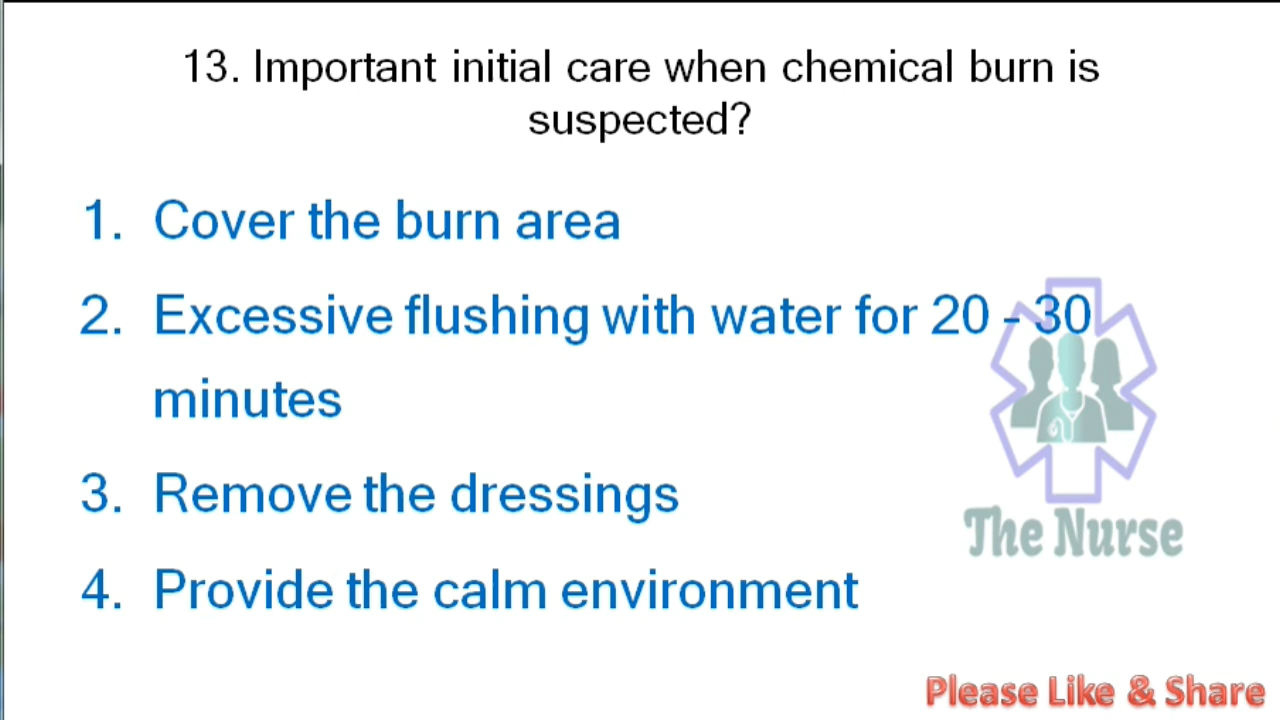 13. Important initial care when chemical burn is
suspected?
1. Cover the burn area
2. Excessive flushing with water for 20 - 30
minutes
3. Remove the dressings
4. Provide the calm environment
The Nurse
Please Like & Share